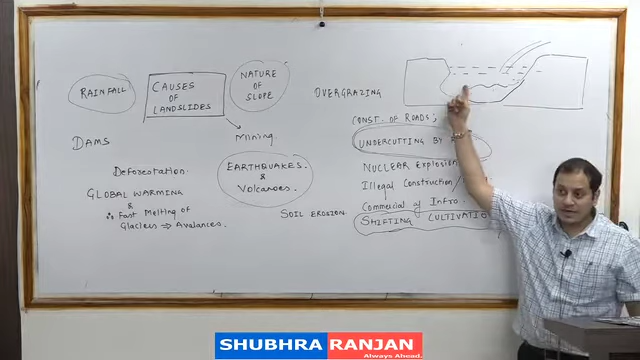 RAINFALL
CAUSES
OF
LANDSLIDES
NATURE
OF
SLOPE
OVERGRAZING
DAMS
Mining
Deforestation
EARTHQUAKES
&
Volcanoes.
GLOBAL WARMING
&
∴ Fast Melting of
Glaciers ⇒ Avalances.
SOIL EROSION
CONST. OF ROADS;
UNDERCUTTING BY
NUCLEAR Explosion
Illegal Construction/
Commercial of Infra.
SHIFTING CULTIVATIO
SHUBHRA RANJAN
Always Ahead.